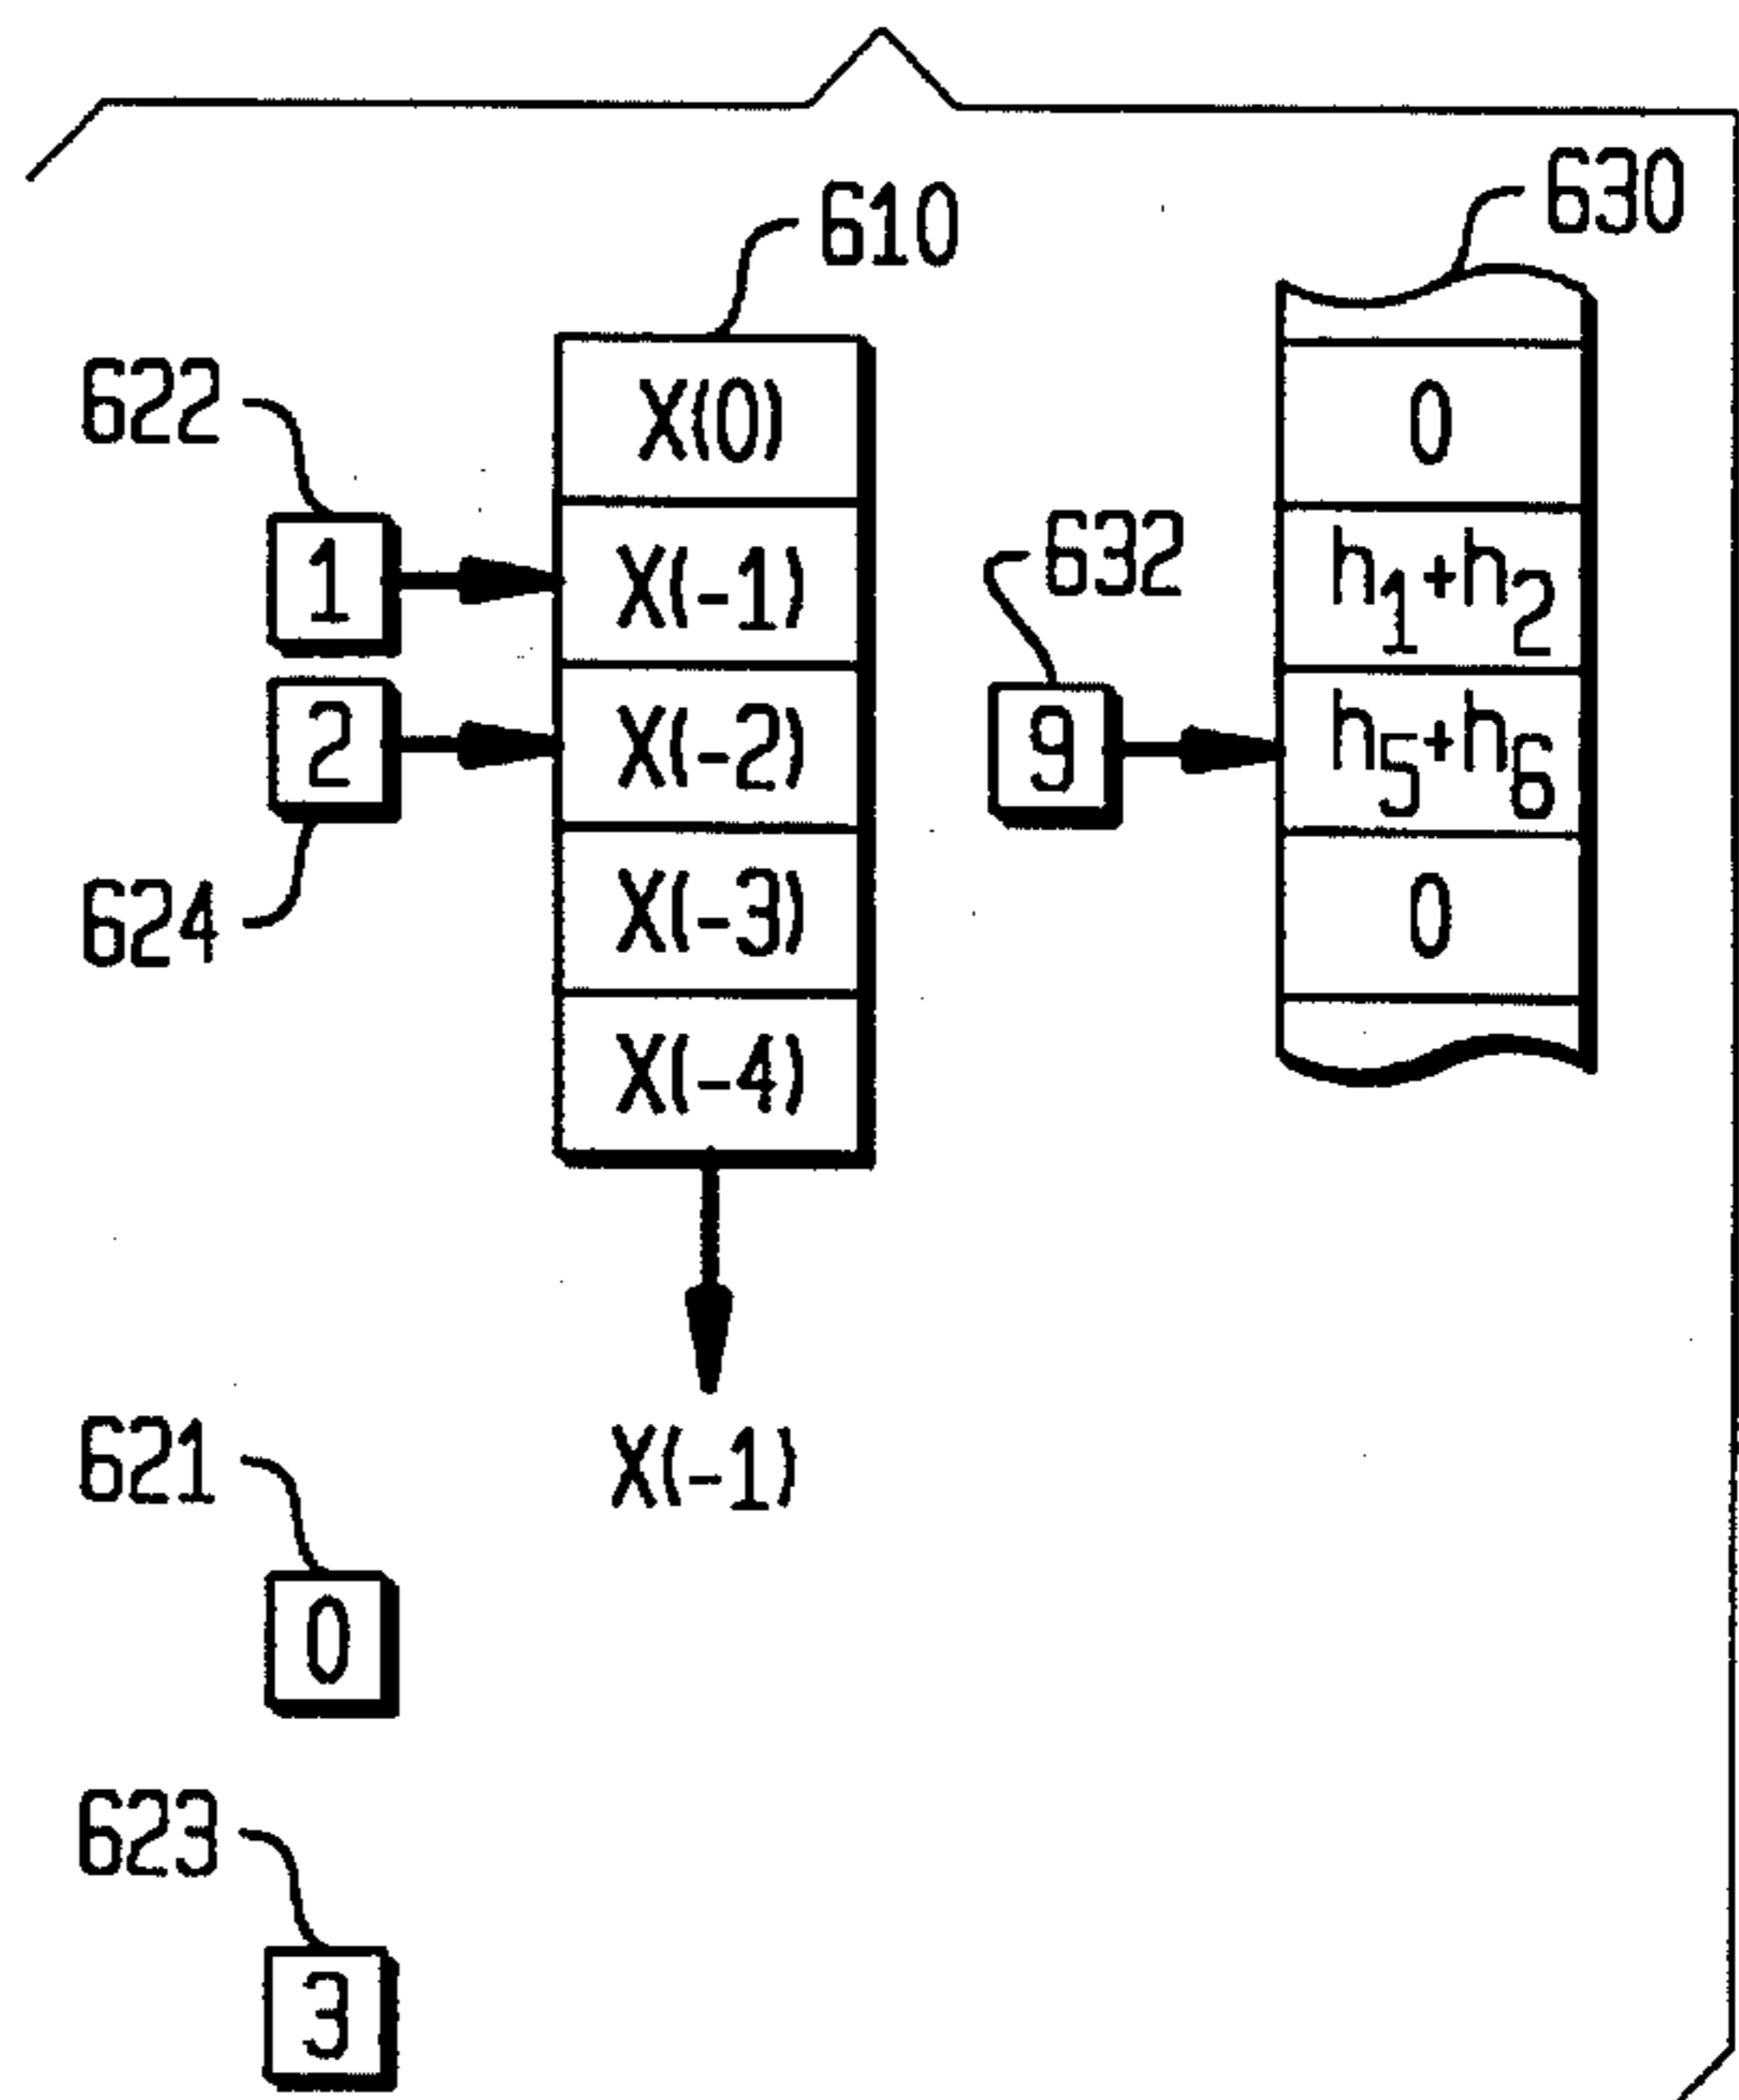 610
630
622
X(0)
0
1
X(-1)
632
h1+h2
2
X(-2)
9
h5+h6
624
X(-3)
0
X(-4)
X(-1)
621
0
623
3